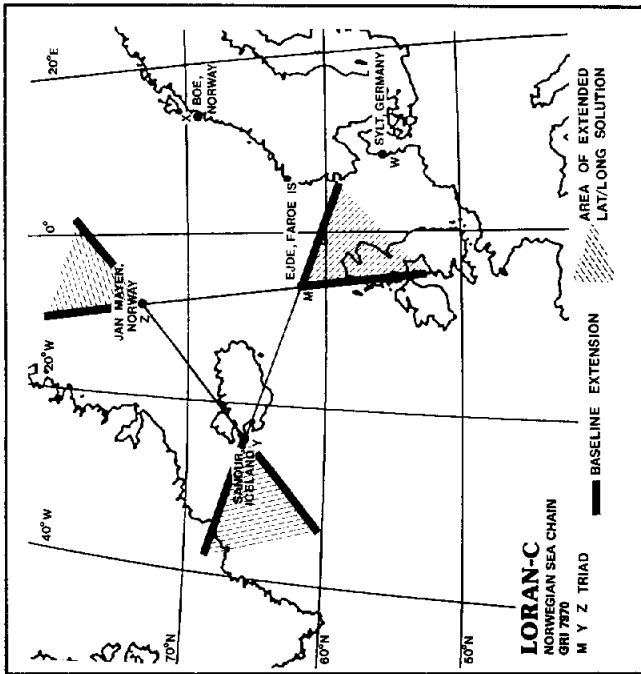 40°W
20°W
0°
20°E
70°N
60°N
50°N
JAN MAYEN,
NORWAY
Z
X
BOE,
NORWAY
SANDUR,
ICELAND Y
EJDE, FAROE IS
M
SYLT, GERMANY
W
LORAN-C
NORWEGIAN SEA CHAIN
GRI 7970
M Y Z TRIAD
BASELINE EXTENSION
AREA OF EXTENDED
LAT/LONG SOLUTION